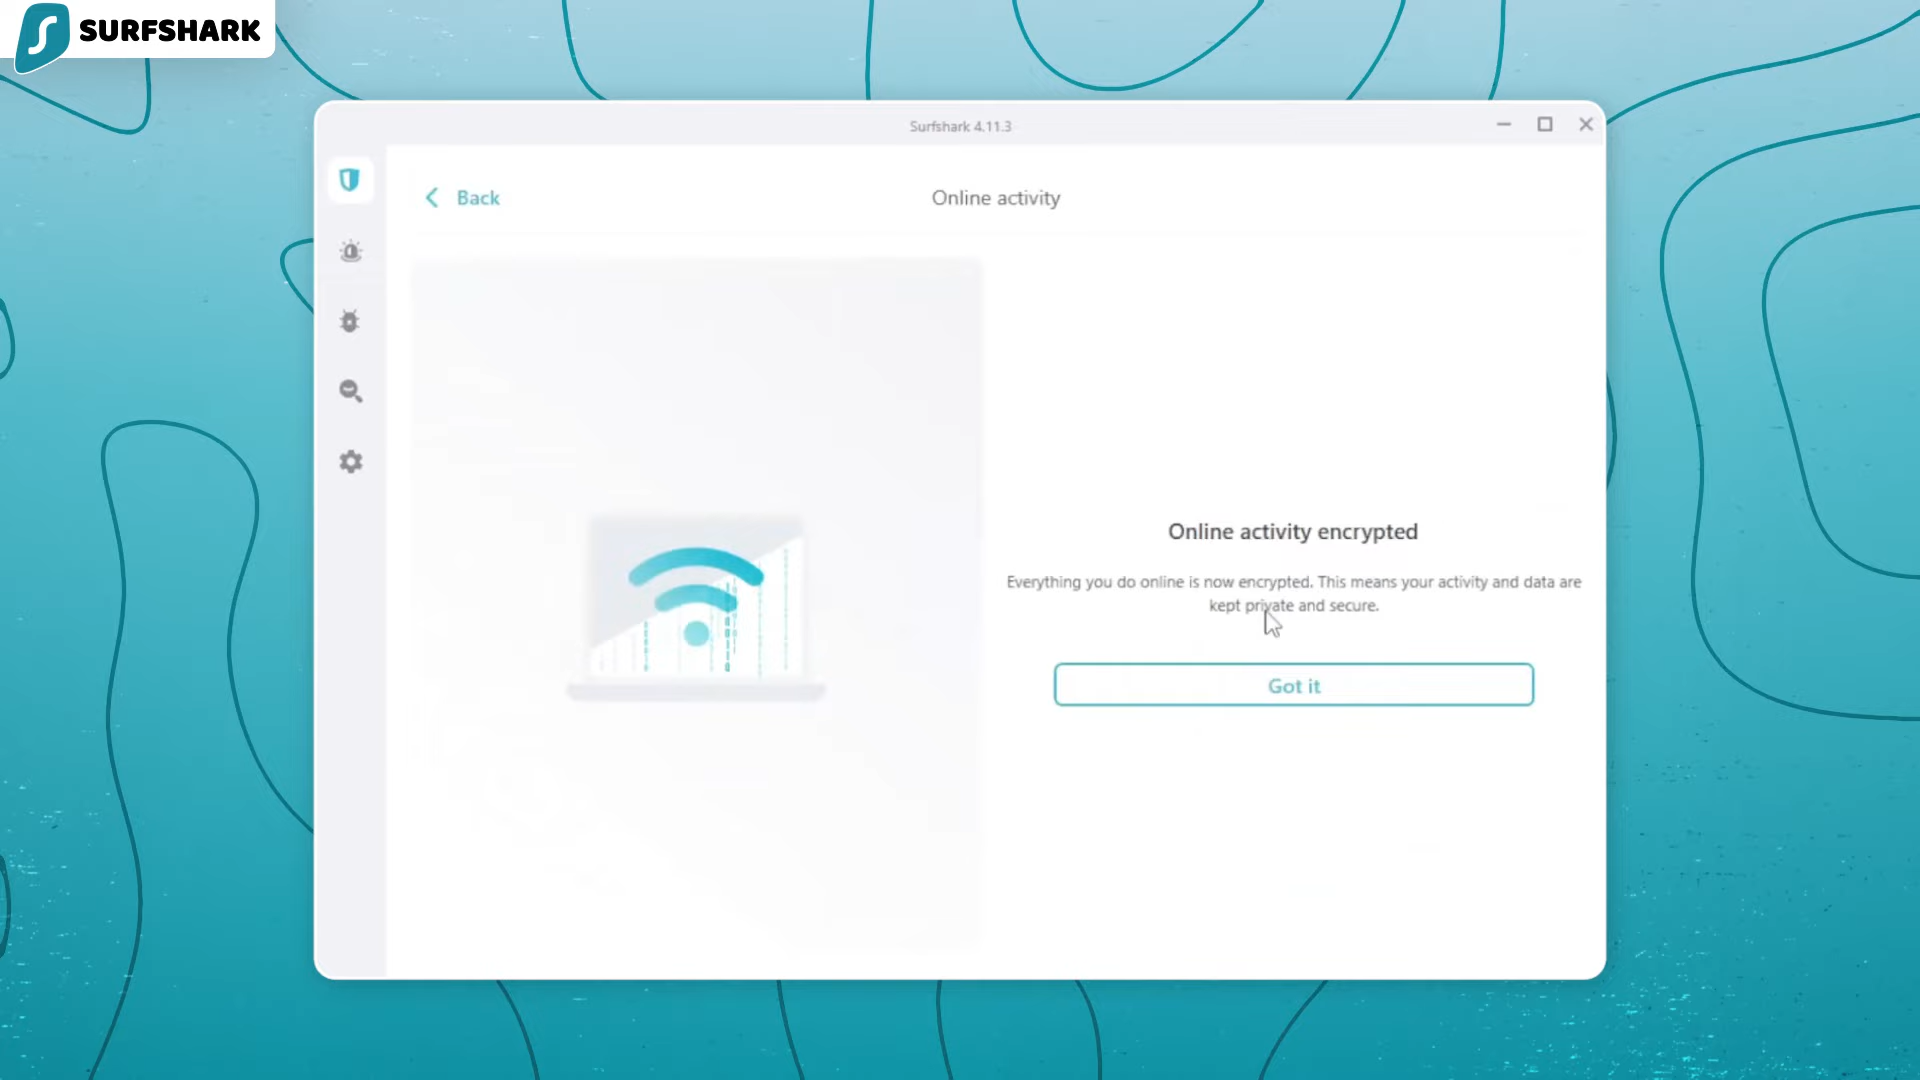 SURFSHARK
Surfshark 4.11.3
Back
Online activity
Online activity encrypted
Everything you do online is now encrypted. This means your activity and data are
kept private and secure.
Got it